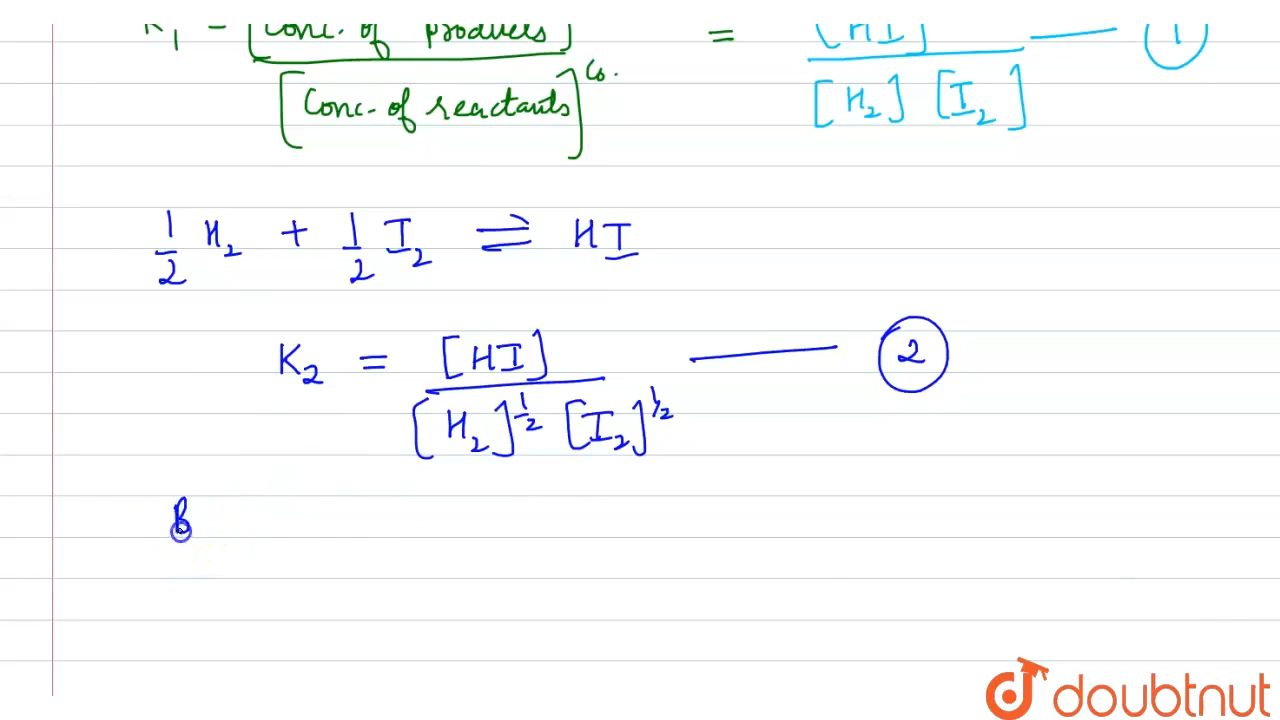 K₁ = [Conc. of products] = [HI] — 1
[Conc. of reactants]^Co. [H₂] [I₂]
1/2 H₂ + 1/2 I₂ ⇌ HI
K₂ = [HI] — 2
[H₂]^1/2 [I₂]^1/2
B
doubtnut